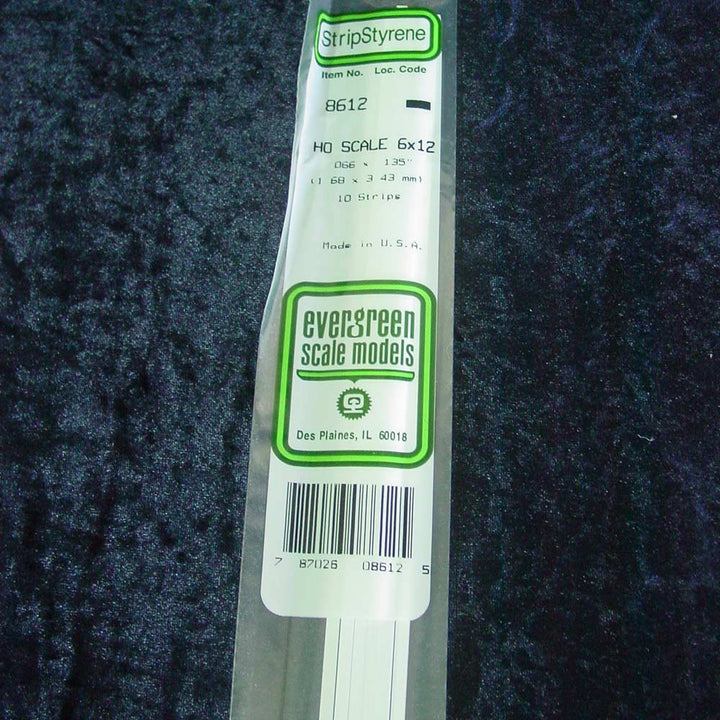 StripStyrene
Item No. Loc. Code
8612
HO SCALE 6x12
.066 x .135"
(1.68 x 3.43 mm)
10 Strips
Made in U.S.A.
evergreen
scale models
Des Plaines, IL 60018
7 87026 08612 5